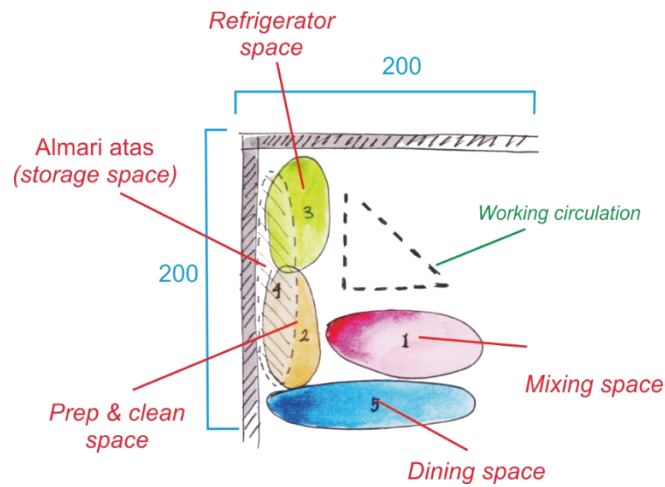 Refrigerator
space
200
Almari atas
(storage space)
3
Working circulation
200
4
2
1
Mixing space
Prep & clean
space
5
Dining space